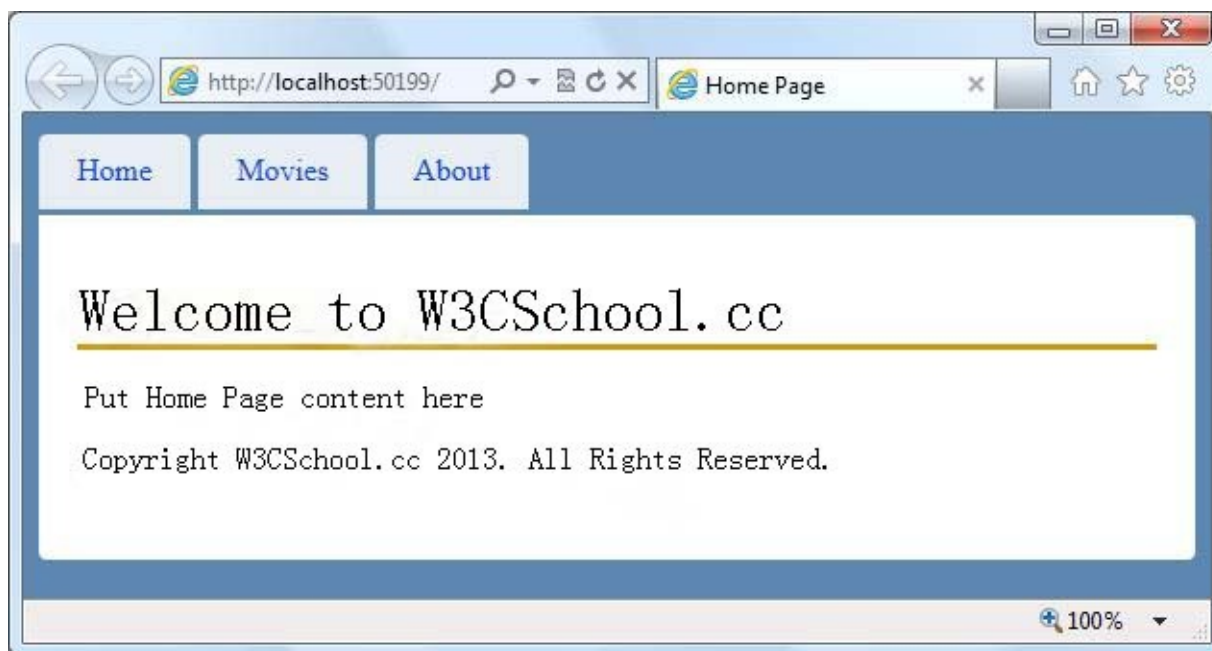 http://localhost:50199/
Home Page
Home
Movies
About
Welcome to W3CSchool.cc
Put Home Page content here
Copyright W3CSchool.cc 2013. All Rights Reserved.
100%